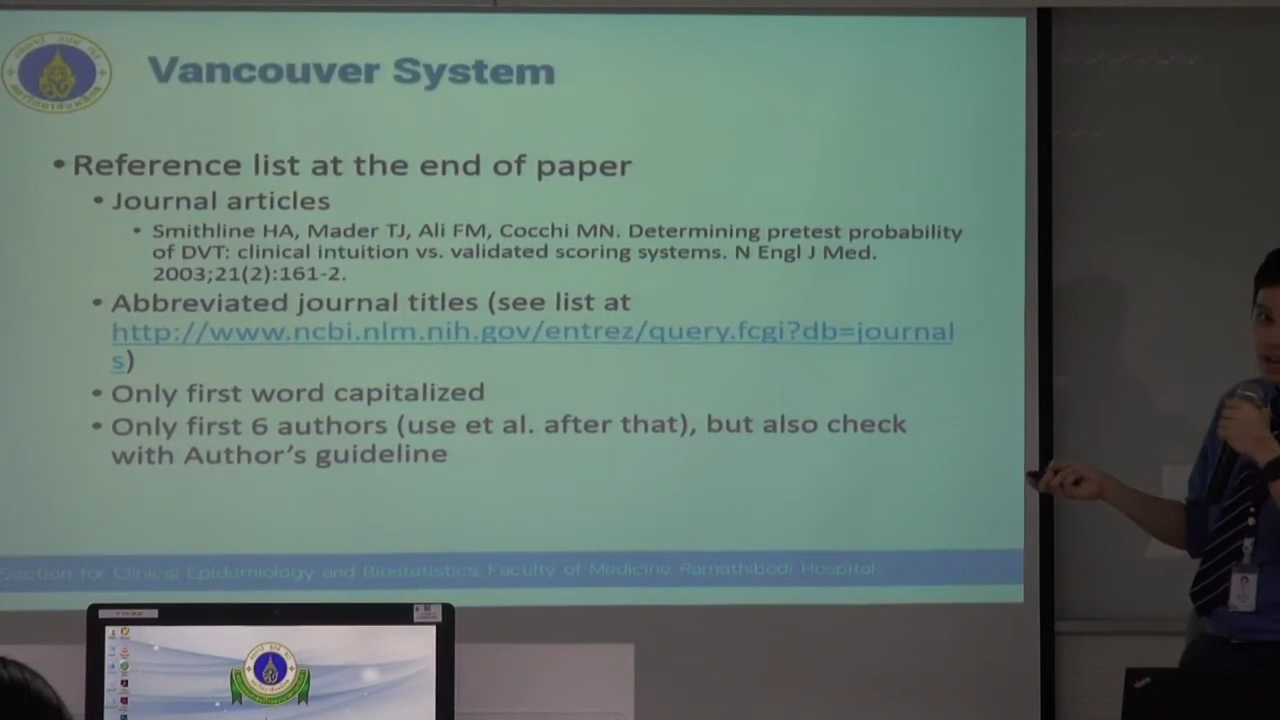 Vancouver System
• Reference list at the end of paper
• Journal articles
• Smithline HA, Mader TJ, Ali FM, Cocchi MN. Determining pretest probability
of DVT: clinical intuition vs. validated scoring systems. N Engl J Med.
2003;21(2):161-2.
• Abbreviated journal titles (see list at
http://www.ncbi.nlm.nih.gov/entrez/query.fcgi?db=journal
s)
• Only first word capitalized
• Only first 6 authors (use et al. after that), but also check
with Author's guideline
Section for Clinical Epidemiology and Biostatistics, Faculty of Medicine Ramathibodi Hospital